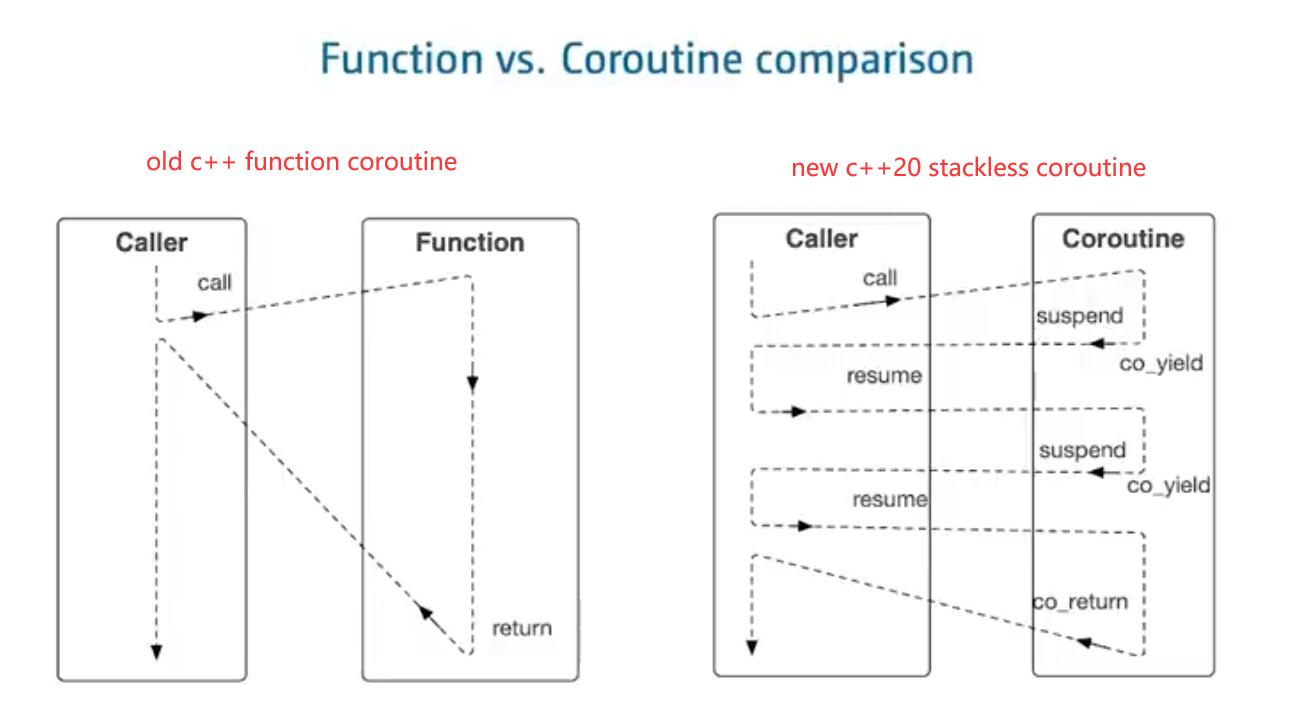 Function vs. Coroutine comparison
old c++ function coroutine
Caller
Function
call
return
new c++20 stackless coroutine
Caller
Coroutine
call
suspend
co_yield
resume
suspend
co_yield
resume
co_return